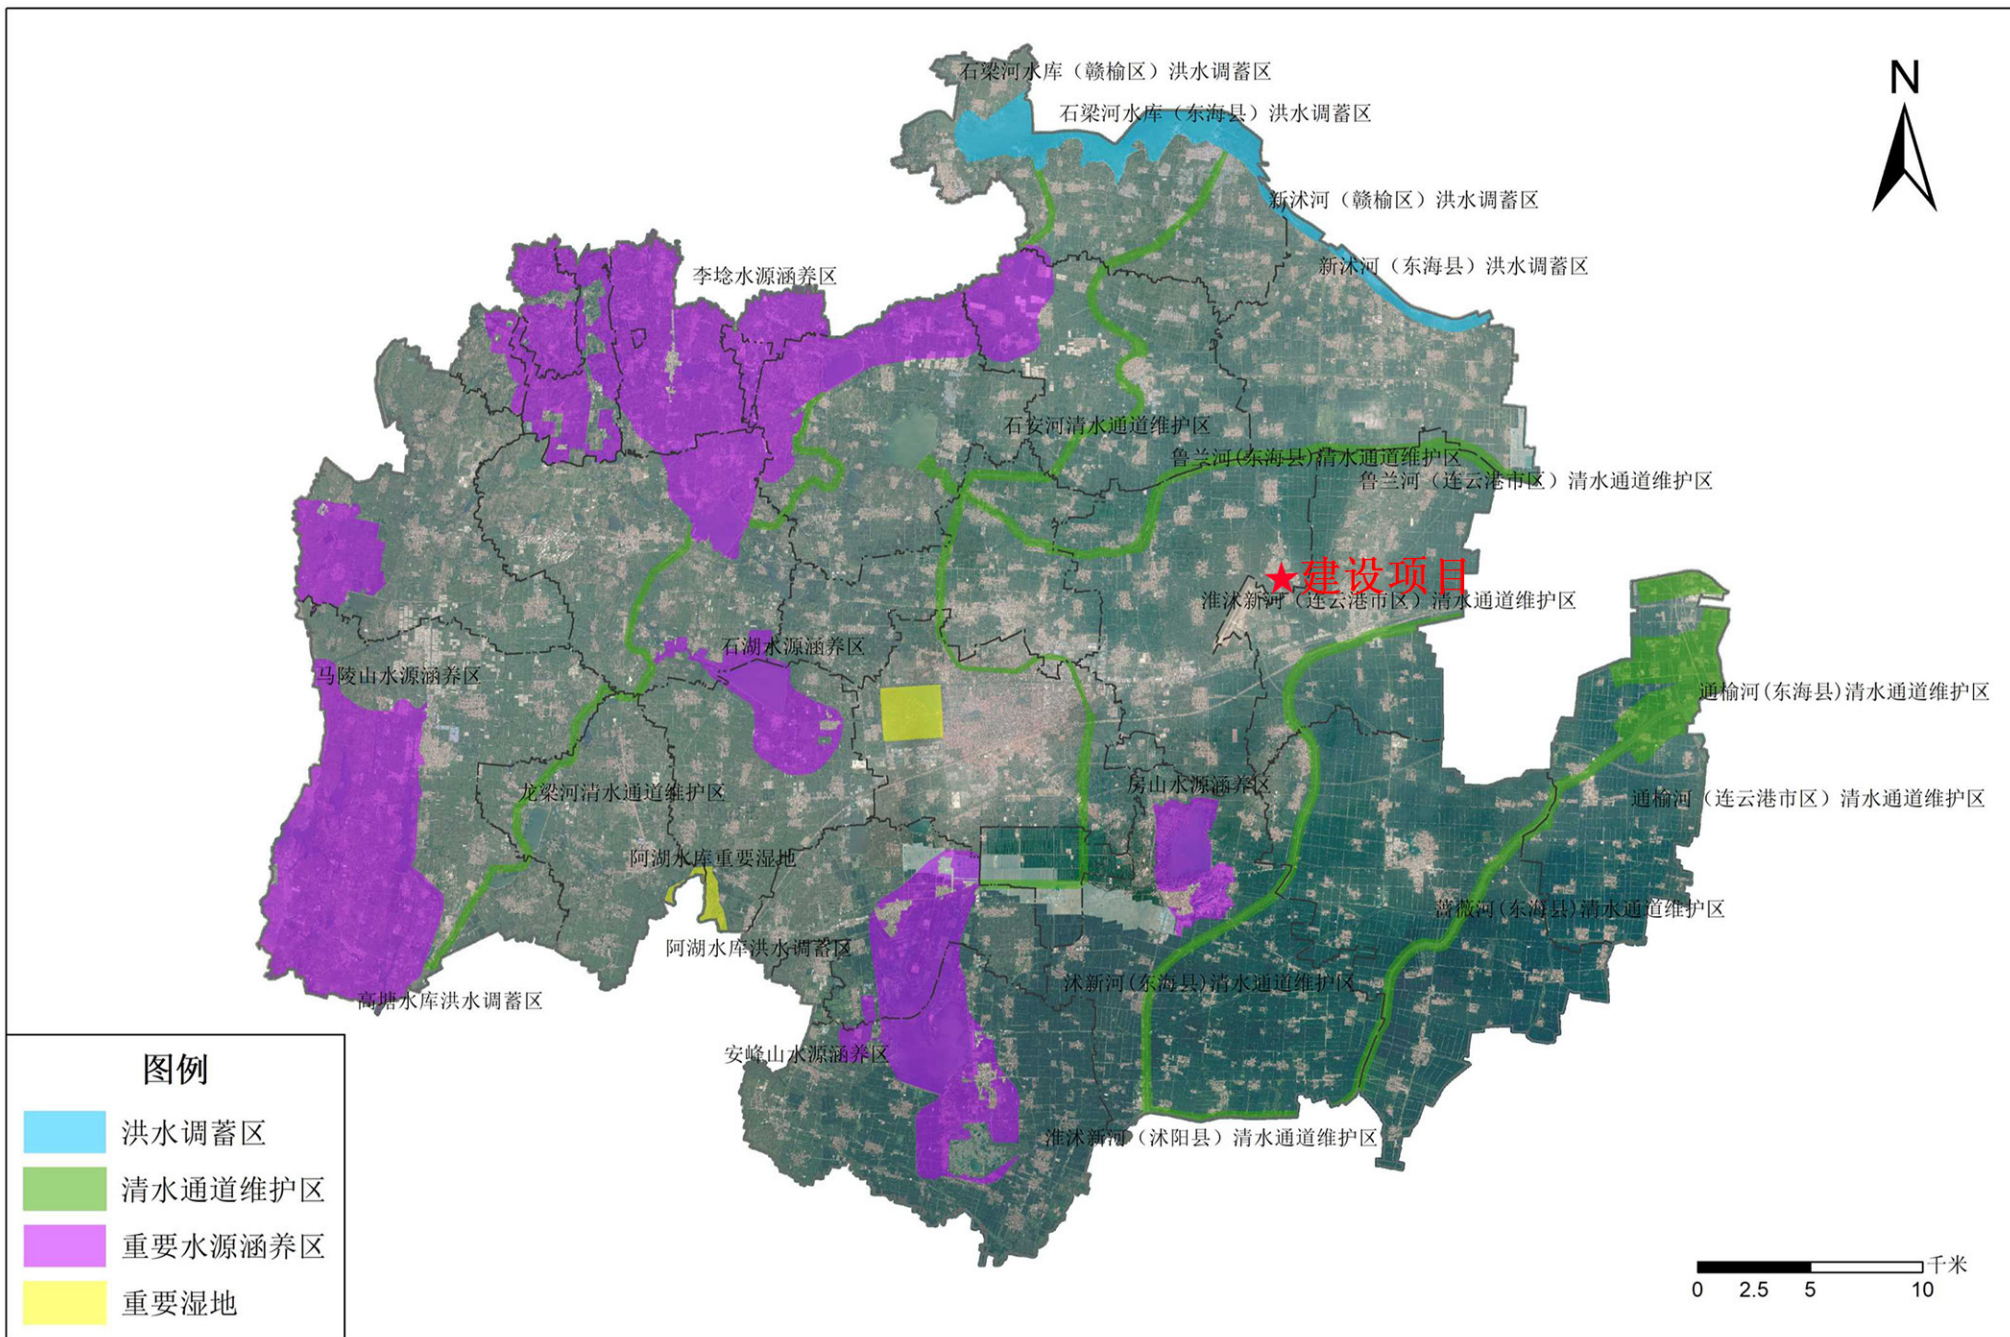 石梁河水库（赣榆区）洪水调蓄区
N
石梁河水库（东海县）洪水调蓄区
新沭河（赣榆区）洪水调蓄区
新沭河（东海县）洪水调蓄区
李埝水源涵养区
石安河清水通道维护区
鲁兰河(东海县)清水通道维护区
鲁兰河（连云港市区）清水通道维护区
★建设项目
淮沭新河（连云港市区）清水通道维护区
石湖水源涵养区
马陵山水源涵养区
通榆河(东海县)清水通道维护区
房山水源涵养区
龙梁河清水通道维护区
通榆河（连云港市区）清水通道维护区
阿湖水库重要湿地
蔷薇河(东海县)清水通道维护区
阿湖水库洪水调蓄区
沭新河(东海县)清水通道维护区
高塘水库洪水调蓄区
安峰山水源涵养区
淮沭新河（沭阳县）清水通道维护区
图例
洪水调蓄区
清水通道维护区
重要水源涵养区
重要湿地
千米
0 2.5 5 10